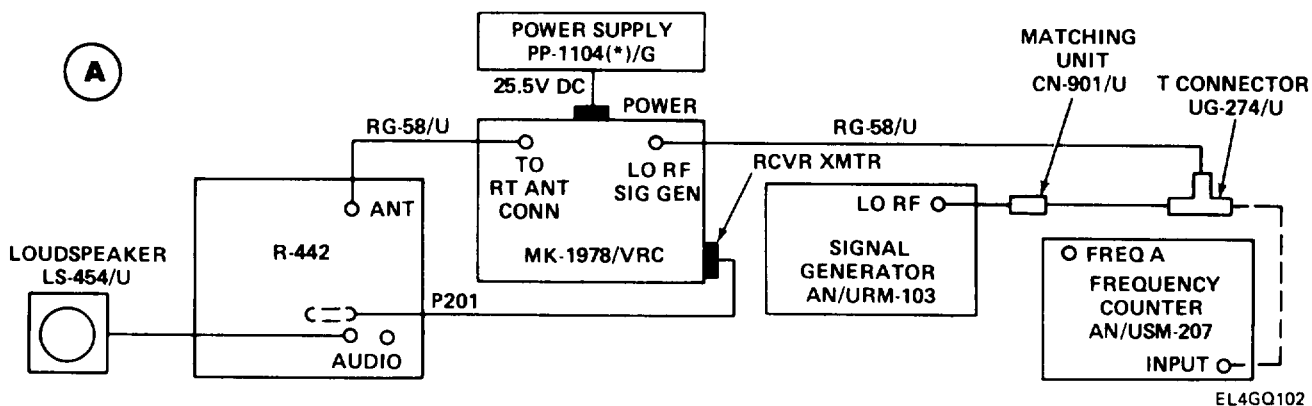 A
POWER SUPPLY
PP-1104(*)/G
25.5V DC
POWER
RG-58/U
TO
RT ANT
CONN
LO RF
SIG GEN
MK-1978/VRC
RCVR XMTR
RG-58/U
MATCHING
UNIT
CN-901/U
T CONNECTOR
UG-274/U
ANT
R-442
P201
AUDIO
LOUDSPEAKER
LS-454/U
LO RF
SIGNAL
GENERATOR
AN/URM-103
FREQ A
FREQUENCY
COUNTER
AN/USM-207
INPUT
EL4GQ102